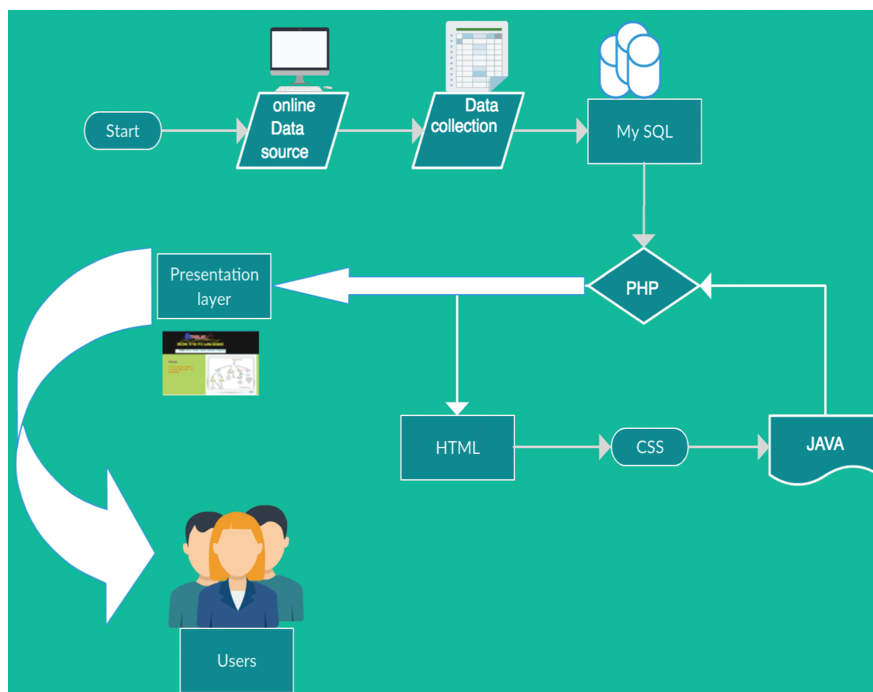 Start
online
Data
source
Data
collection
My SQL
PHP
Presentation
layer
HTML
CSS
JAVA
Users